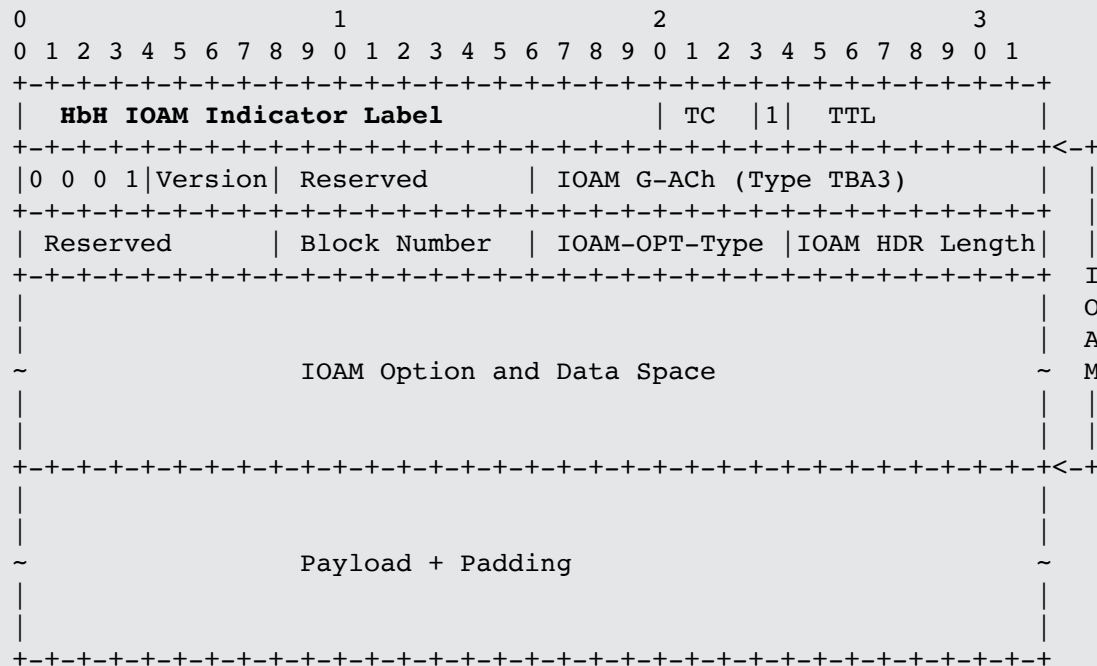 0                   1                   2                   3
0 1 2 3 4 5 6 7 8 9 0 1 2 3 4 5 6 7 8 9 0 1 2 3 4 5 6 7 8 9 0 1
+-+-+-+-+-+-+-+-+-+-+-+-+-+-+-+-+-+-+-+-+-+-+-+-+-+-+-+-+-+-+-+-+
|  HbH IOAM Indicator Label             | TC  |1|  TTL          |
+-+-+-+-+-+-+-+-+-+-+-+-+-+-+-+-+-+-+-+-+-+-+-+-+-+-+-+-+-+-+-+-+<-+
|0 0 0 1|Version| Reserved      | IOAM G-ACh (Type TBA3)        |  |
+-+-+-+-+-+-+-+-+-+-+-+-+-+-+-+-+-+-+-+-+-+-+-+-+-+-+-+-+-+-+-+-+  |
| Reserved      | Block Number  | IOAM-OPT-Type |IOAM HDR Length|  |
+-+-+-+-+-+-+-+-+-+-+-+-+-+-+-+-+-+-+-+-+-+-+-+-+-+-+-+-+-+-+-+-+  I
|                                                               |  O
|                                                               |  A
~                 IOAM Option and Data Space                    ~  M
|                                                               |  |
|                                                               |  |
+-+-+-+-+-+-+-+-+-+-+-+-+-+-+-+-+-+-+-+-+-+-+-+-+-+-+-+-+-+-+-+-+<-+
|                                                               |
|                                                               |
~                 Payload + Padding                             ~
|                                                               |
|                                                               |
+-+-+-+-+-+-+-+-+-+-+-+-+-+-+-+-+-+-+-+-+-+-+-+-+-+-+-+-+-+-+-+-+